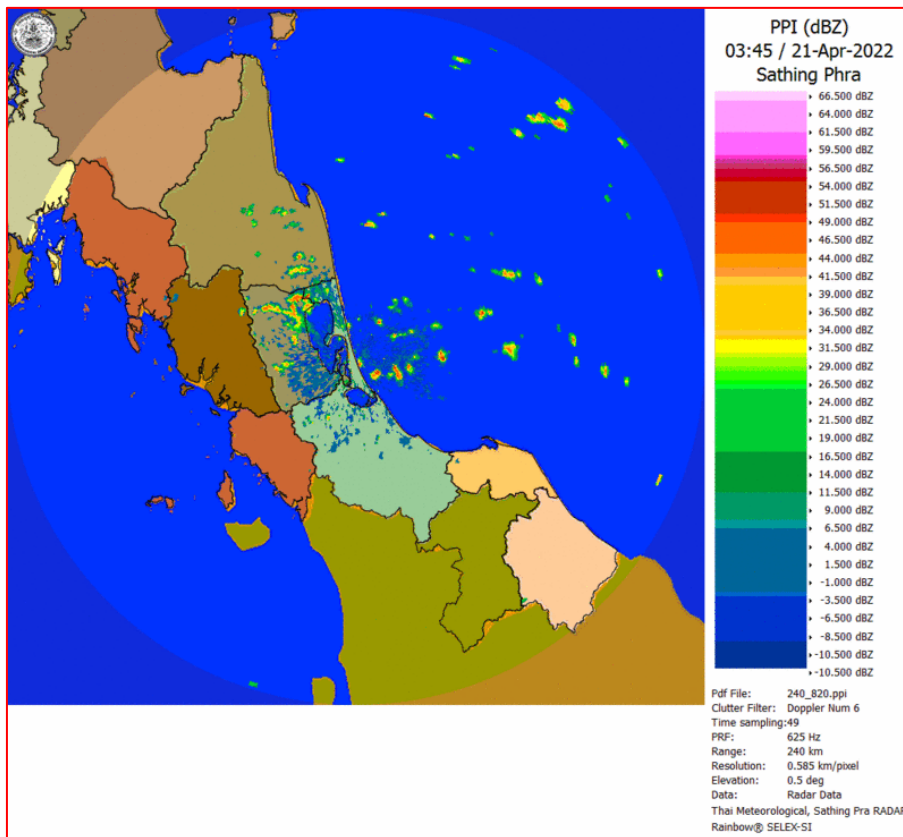 PPI (dBZ)
03:45 / 21-Apr-2022
Sathing Phra
66.500 dBZ
64.000 dBZ
61.500 dBZ
59.500 dBZ
56.500 dBZ
54.000 dBZ
51.500 dBZ
49.000 dBZ
46.500 dBZ
44.000 dBZ
41.500 dBZ
39.000 dBZ
36.500 dBZ
34.000 dBZ
31.500 dBZ
29.000 dBZ
26.500 dBZ
24.000 dBZ
21.500 dBZ
19.000 dBZ
16.500 dBZ
11.500 dBZ
9.000 dBZ
6.500 dBZ
4.000 dBZ
1.500 dBZ
-1.000 dBZ
-3.500 dBZ
-6.500 dBZ
-8.500 dBZ
-10.500 dBZ
-10.500 dBZ
Pdf File: 240_820.ppi
Clutter Filter: Doppler Num 6
Time sampling:49
PRF: 625 Hz
Range: 240 km
Resolution: 0.585 km/pixel
Elevation: 0.5 deg
Data: Radar Data
Thai Meteorological, Sathing Pra RADAR
Rainbow® SELEX-SI